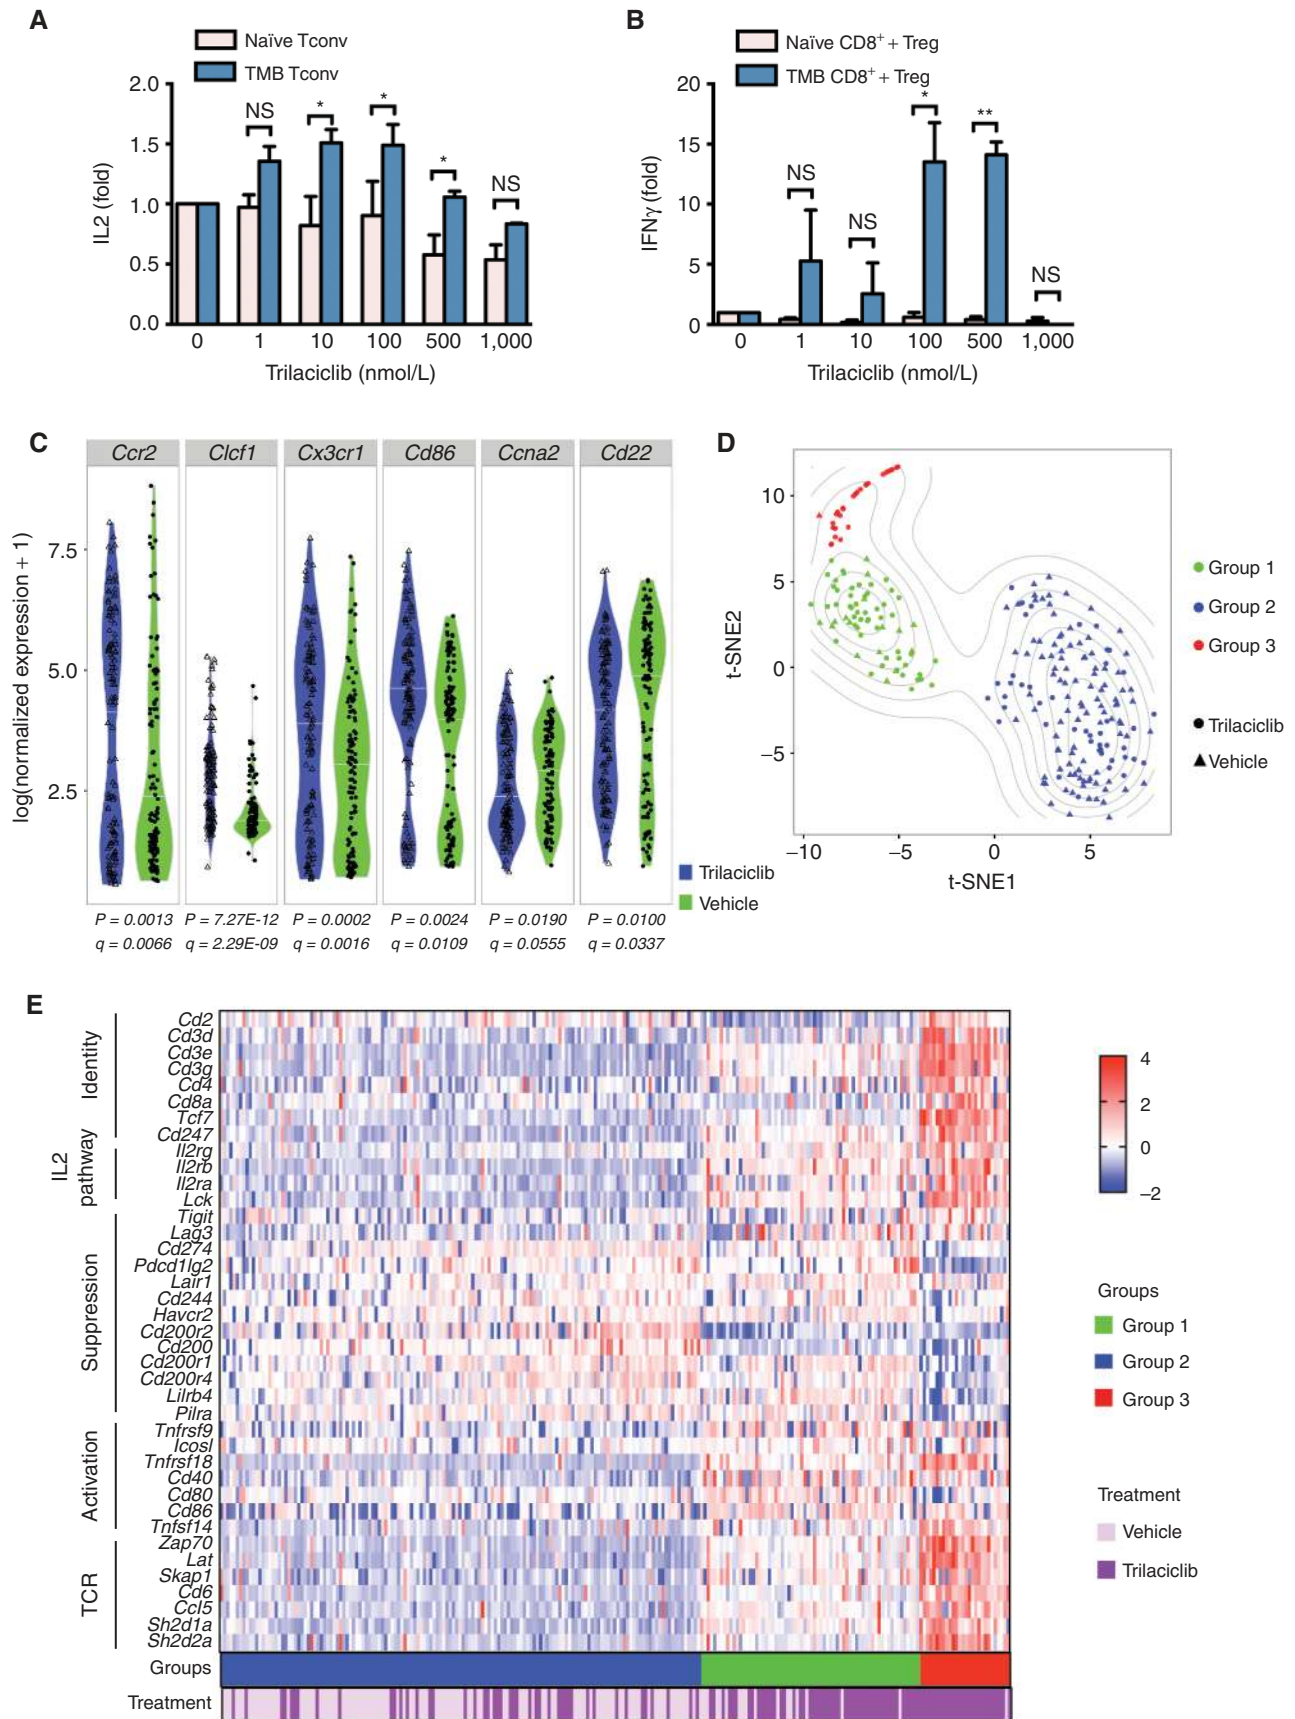 A
Naïve Tconv
TMB Tconv
IL2 (fold)
2.0
1.5
1.0
0.5
0.0
NS
*
*
*
NS
0 1 10 100 500 1,000
Trilaciclib (nmol/L)
B
Naïve CD8+ + Treg
TMB CD8+ + Treg
IFNγ (fold)
20
15
10
5
0
NS
NS
*
**
NS
0 1 10 100 500 1,000
Trilaciclib (nmol/L)
C
Ccr2 Clcf1 Cx3cr1 Cd86 Ccna2 Cd22
log(normalized expression + 1)
7.5
5.0
2.5
Trilaciclib
Vehicle
P = 0.0013 P = 7.27E-12 P = 0.0002 P = 0.0024 P = 0.0190 P = 0.0100
q = 0.0066 q = 2.29E-09 q = 0.0016 q = 0.0109 q = 0.0555 q = 0.0337
D
t-SNE2
10
5
0
−5
−10 −5 0 5
t-SNE1
Group 1
Group 2
Group 3
Trilaciclib
Vehicle
E
Identity
Cd2
Cd3d
Cd3e
Cd3g
Cd4
Cd8a
Tcf7
Cd247
IL2
pathway
Il2rg
Il2rb
Il2ra
Lck
Suppression
Tigit
Lag3
Cd274
Pdcd1lg2
Lair1
Cd244
Havcr2
Cd200r2
Cd200
Cd200r1
Cd200r4
Lilrb4
Pilra
Activation
Tnfrsf9
Icosl
Tnfrsf18
Cd40
Cd80
Cd86
Tnfsf14
TCR
Zap70
Lat
Skap1
Cd6
Ccl5
Sh2d1a
Sh2d2a
Groups
Treatment
4
2
0
−2
Groups
Group 1
Group 2
Group 3
Treatment
Vehicle
Trilaciclib